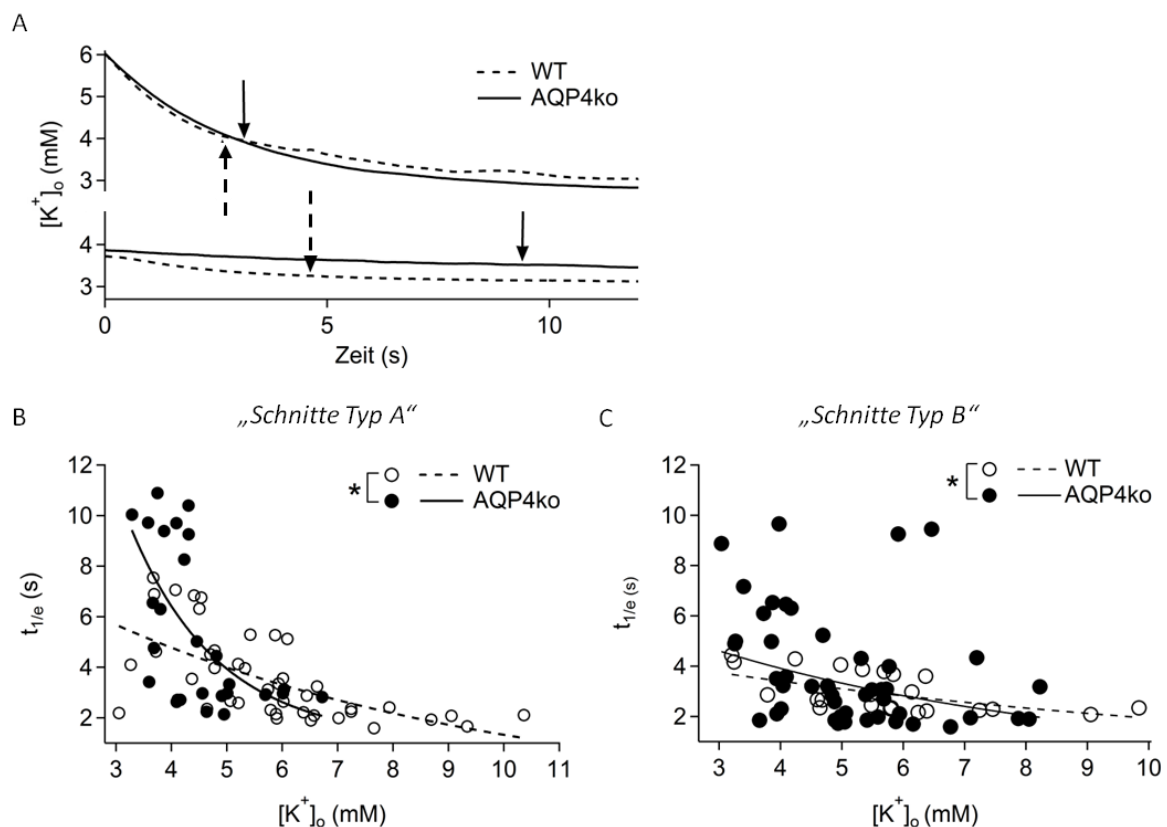 A
6
5
4
3
[K⁺]ₒ (mM)
WT
AQP4ko
4
3
0 5 10
Zeit (s)
B „Schnitte Typ A“
12
10
8
6
4
2
t1/e (s)
* WT
AQP4ko
3 4 5 6 7 8 9 10 11
[K⁺]ₒ (mM)
C „Schnitte Typ B“
12
10
8
6
4
2
t1/e (s)
* WT
AQP4ko
3 4 5 6 7 8 9 10
[K⁺]ₒ (mM)